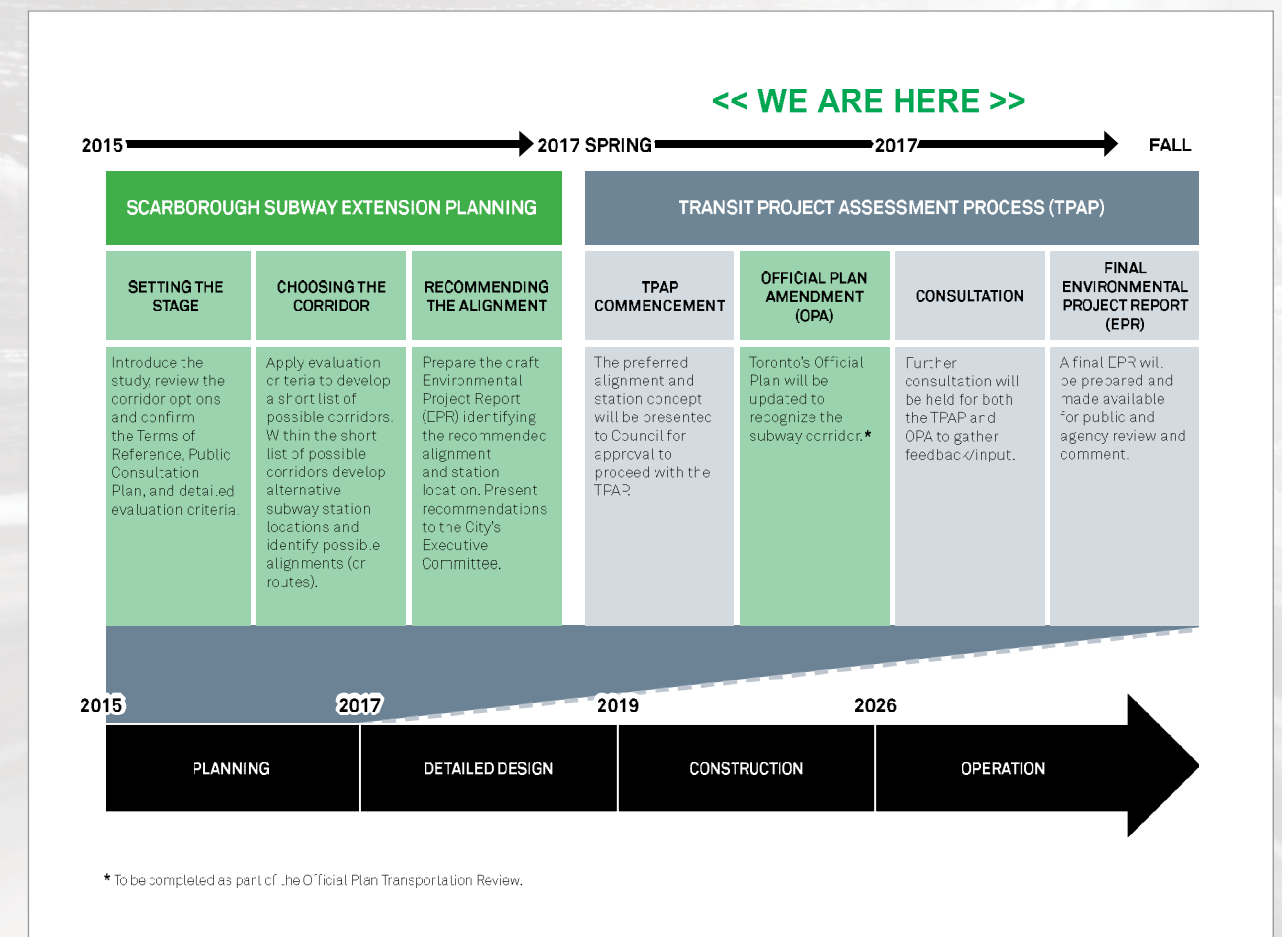 << WE ARE HERE >>
2015 2017 SPRING 2017 FALL
SCARBOROUGH SUBWAY EXTENSION PLANNING
TRANSIT PROJECT ASSESSMENT PROCESS (TPAP)
SETTING THE
STAGE
CHOOSING THE
CORRIDOR
RECOMMENDING
THE ALIGNMENT
TPAP
COMMENCEMENT
OFFICIAL PLAN
AMENDMENT
(OPA)
CONSULTATION
FINAL
ENVIRONMENTAL
PROJECT REPORT
(EPR)
Introduce the
study, review the
corridor options
and confirm
the Terms of
Reference, Public
Consultation
Plan, and detailed
evaluation criteria.
Apply evaluation
criteria to develop
a short list of
possible corridors.
Within the short
list of possible
corridors develop
alternative
subway station
locations and
identify possible
alignments (or
routes).
Prepare the draft
Environmental
Project Report
(EPR) identifying
the recommended
alignment
and station
location. Present
recommendations
to the City's
Executive
Committee.
The preferred
alignment and
station concept
will be presented
to Council for
approval to
proceed with the
TPAP.
Toronto's Official
Plan will be
updated to
recognize the
subway corridor.*
Further
consultation will
be held for both
the TPAP and
OPA to gather
feedback/input.
A final EPR will
be prepared and
made available
for public and
agency review and
comment.
2015 2017 2019 2026
PLANNING DETAILED DESIGN CONSTRUCTION OPERATION
* To be completed as part of the Official Plan Transportation Review.